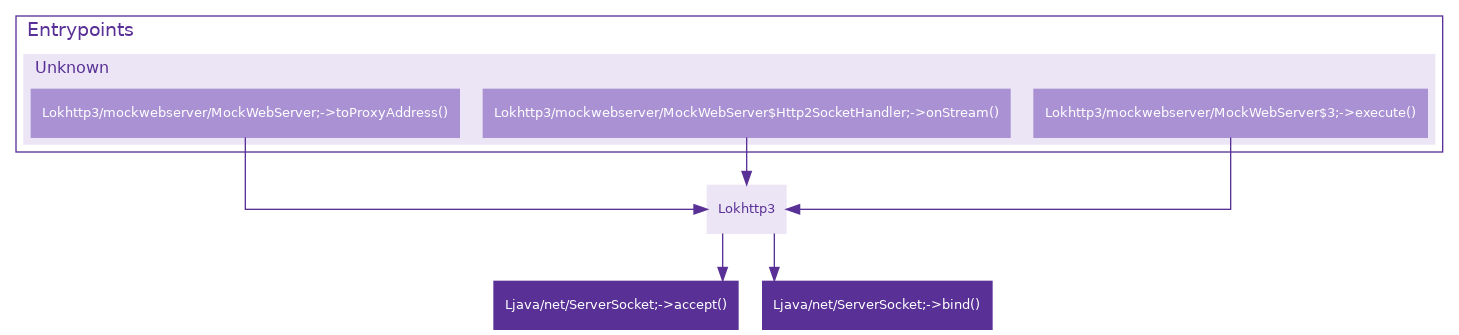 Entrypoints
Unknown
Lokhttp3/mockwebserver/MockWebServer;->toProxyAddress()
Lokhttp3/mockwebserver/MockWebServer$Http2SocketHandler;->onStream()
Lokhttp3/mockwebserver/MockWebServer$3;->execute()
Lokhttp3
Ljava/net/ServerSocket;->accept()
Ljava/net/ServerSocket;->bind()